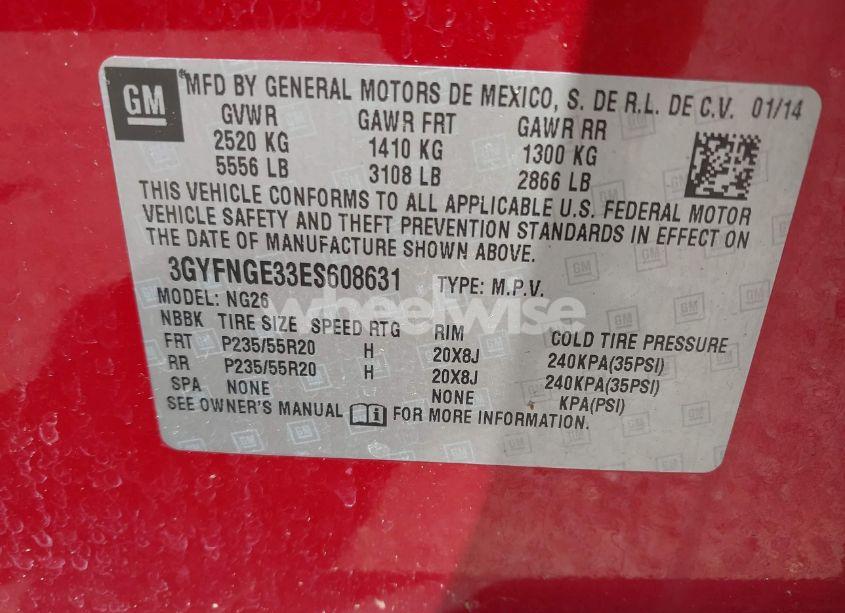 GM
*MFD BY GENERAL MOTORS DE MEXICO, S. DE R.L. DE C.V. 01/14
GVWR GAWR FRT GAWR RR
2520 KG 1410 KG 1300 KG
5556 LB 3108 LB 2866 LB
THIS VEHICLE CONFORMS TO ALL APPLICABLE U.S. FEDERAL MOTOR
VEHICLE SAFETY AND THEFT PREVENTION STANDARDS IN EFFECT ON
THE DATE OF MANUFACTURE SHOWN ABOVE.
3GYFNGE33ES608631 TYPE: M.P.V.
MODEL: NG26
wheelwise
NBBK TIRE SIZE SPEED RTG RIM COLD TIRE PRESSURE
FRT P235/55R20 H 20X8J 240KPA(35PSI)
RR P235/55R20 H 20X8J 240KPA(35PSI)
SPA NONE NONE KPA(PSI)
SEE OWNER'S MANUAL FOR MORE INFORMATION.